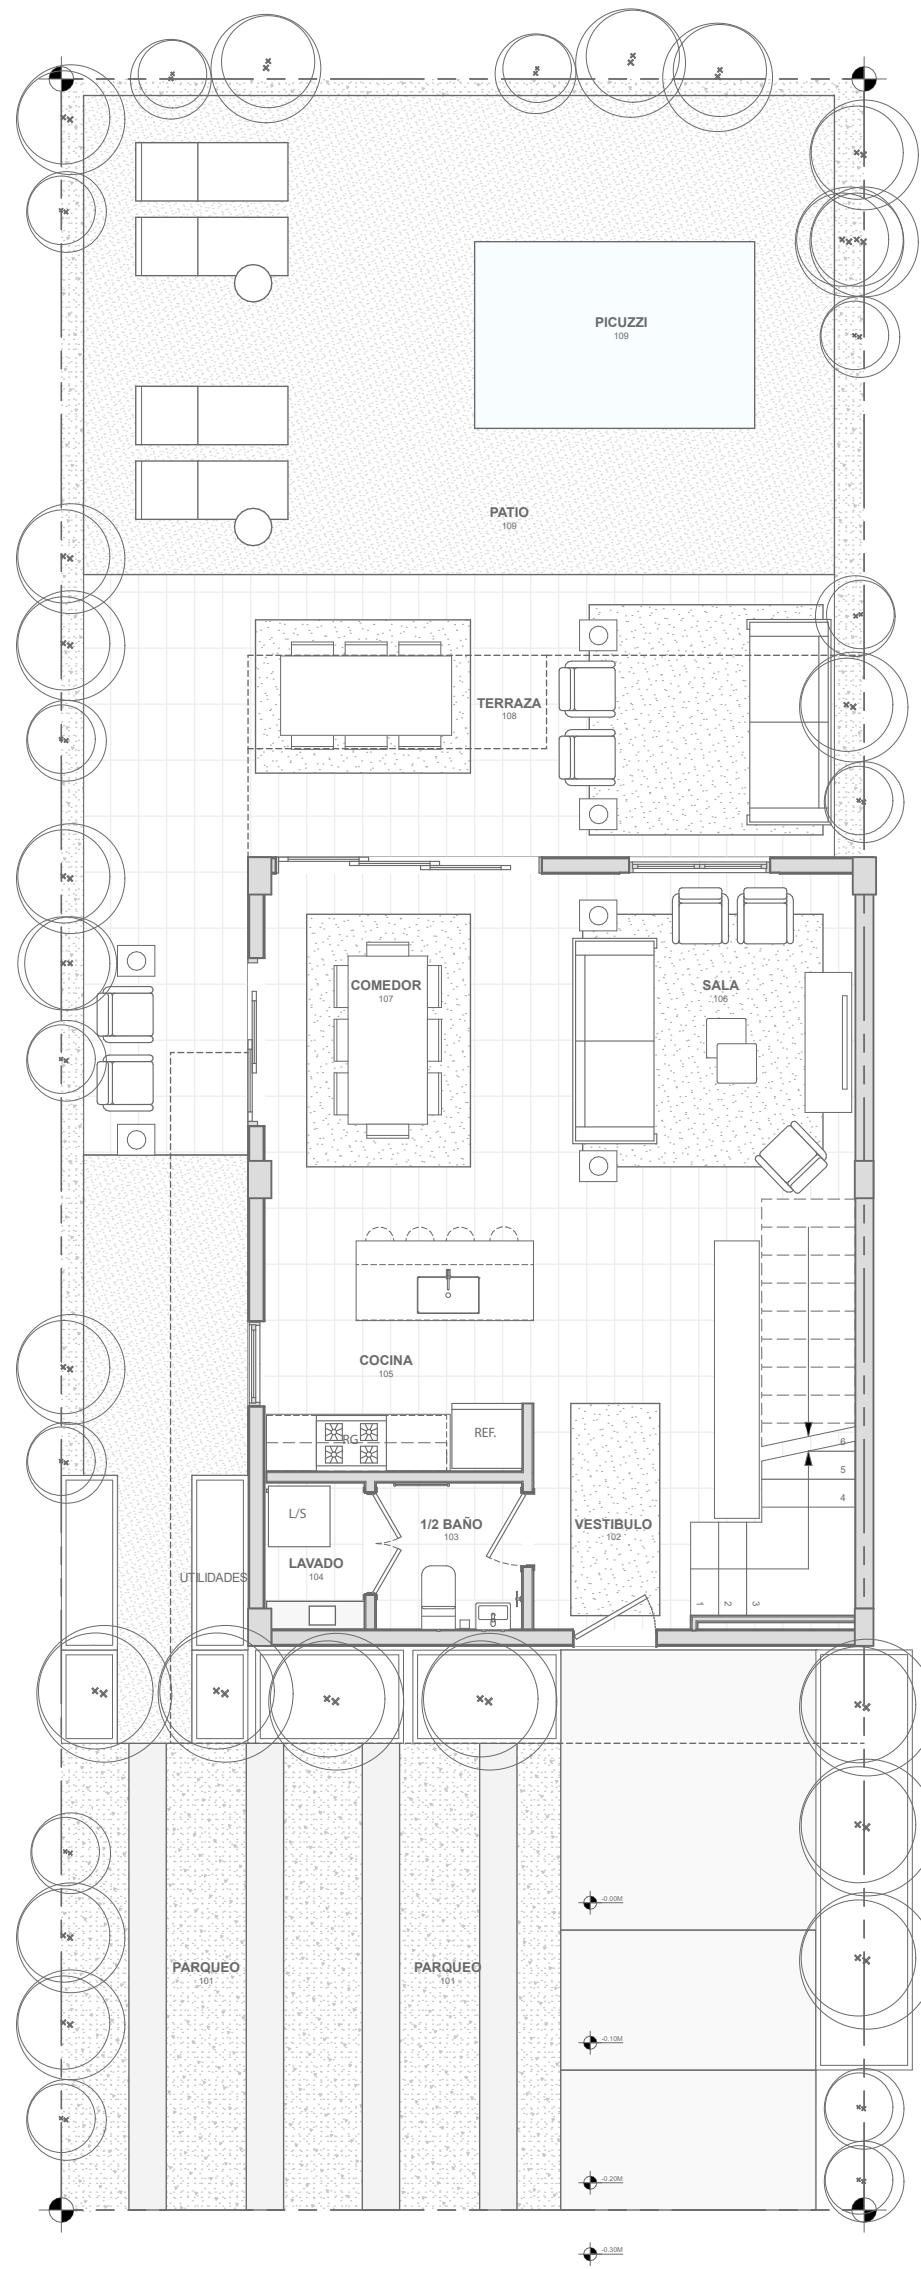 PICUZZI
109
PATIO
109
TERRAZA
108
COMEDOR
107
SALA
106
COCINA
105
RG
REF.
6
5
4
L/S
1/2 BAÑO
103
VESTIBULO
102
LAVADO
104
UTILIDADES
1
2
3
-0.00M
PARQUEO
101
PARQUEO
101
-0.10M
-0.20M
-0.30M